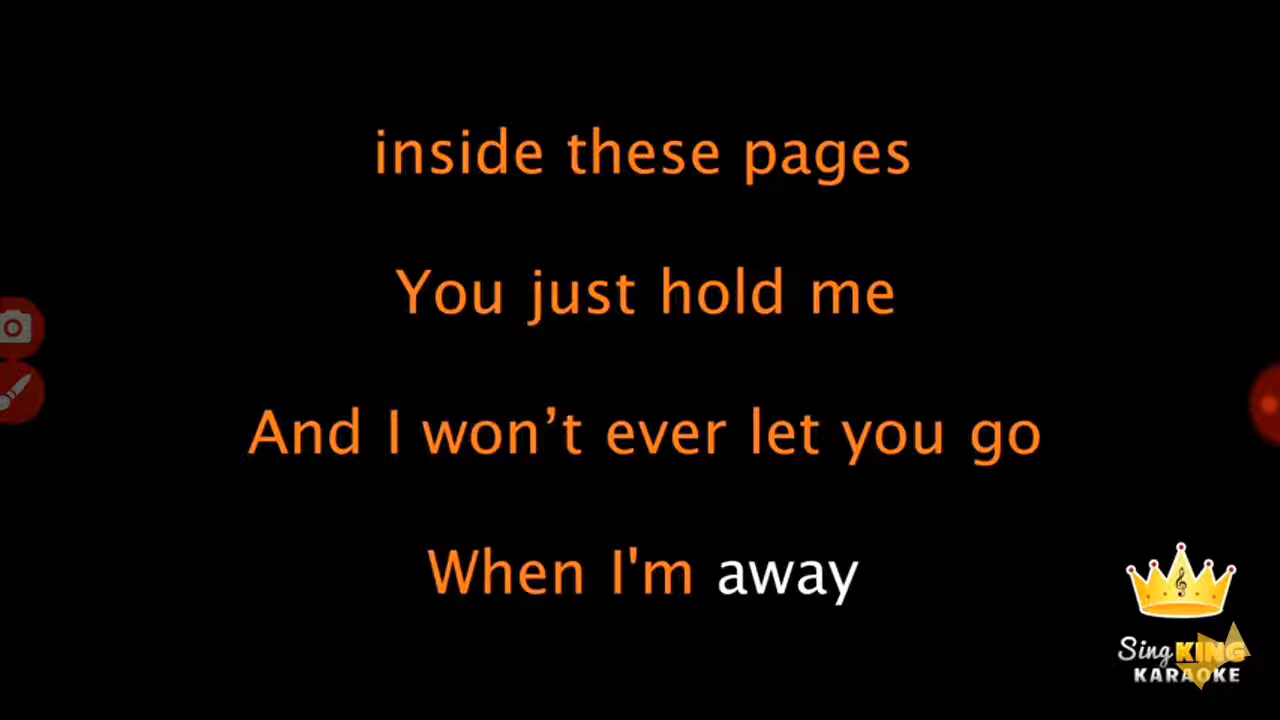 inside these pages
You just hold me
And I won’t ever let you go
When I'm away
Sing KING
KARAOKE